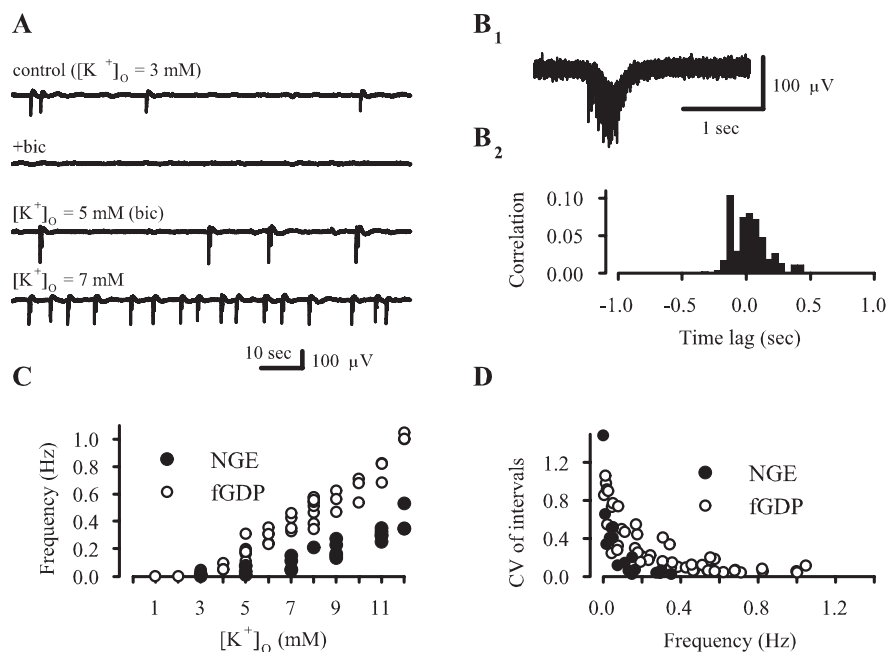 A
control ([K+]O = 3 mM)
+bic
[K+]O = 5 mM (bic)
[K+]O = 7 mM
10 sec
100 µV
B1
100 µV
1 sec
B2
0.10
0.05
0.00
Correlation
-1.0 -0.5 0.0 0.5 1.0
Time lag (sec)
C
1.0
0.8
0.6
0.4
0.2
0.0
Frequency (Hz)
NGE
fGDP
1 3 5 7 9 11
[K+]O (mM)
D
1.2
0.8
0.4
0.0
CV of intervals
NGE
fGDP
0.0 0.4 0.8 1.2
Frequency (Hz)